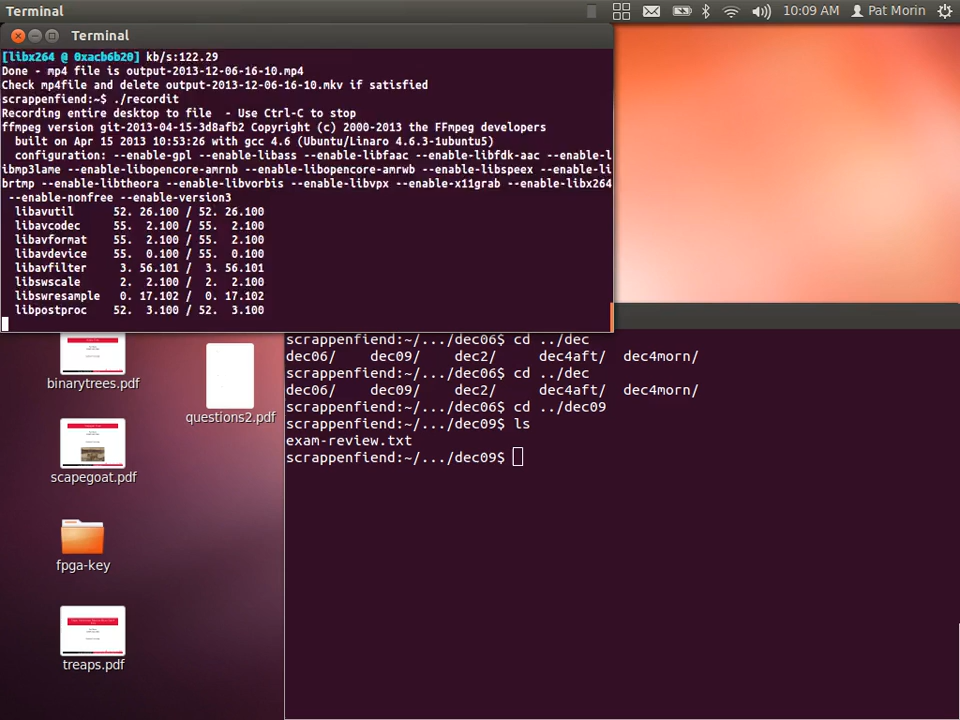 Terminal
10:09 AM
Pat Morin
Terminal
[libx264 @ 0xacb6b20] kb/s:122.29
Done - mp4 file is output-2013-12-06-16-10.mp4
Check mp4file and delete output-2013-12-06-16-10.mkv if satisfied
scrappenfiend:~$ ./recordit
Recording entire desktop to file  - Use Ctrl-C to stop
ffmpeg version git-2013-04-15-3d8afb2 Copyright (c) 2000-2013 the FFmpeg developers
  built on Apr 15 2013 10:53:26 with gcc 4.6 (Ubuntu/Linaro 4.6.3-1ubuntu5)
  configuration: --enable-gpl --enable-libass --enable-libfaac --enable-libfdk-aac --enable-l
ibmp3lame --enable-libopencore-amrnb --enable-libopencore-amrwb --enable-libspeex --enable-li
brtmp --enable-libtheora --enable-libvorbis --enable-libvpx --enable-x11grab --enable-libx264
 --enable-nonfree --enable-version3
  libavutil      52. 26.100 / 52. 26.100
  libavcodec     55.  2.100 / 55.  2.100
  libavformat    55.  2.100 / 55.  2.100
  libavdevice    55.  0.100 / 55.  0.100
  libavfilter     3. 56.101 /  3. 56.101
  libswscale      2.  2.100 /  2.  2.100
  libswresample   0. 17.102 /  0. 17.102
  libpostproc    52.  3.100 / 52.  3.100
binarytrees.pdf
questions2.pdf
scapegoat.pdf
fpga-key
treaps.pdf
scrappenfiend:~/.../dec06$ cd ../dec
dec06/    dec09/    dec2/     dec4aft/  dec4morn/
scrappenfiend:~/.../dec06$ cd ../dec
dec06/    dec09/    dec2/     dec4aft/  dec4morn/
scrappenfiend:~/.../dec06$ cd ../dec09
scrappenfiend:~/.../dec09$ ls
exam-review.txt
scrappenfiend:~/.../dec09$